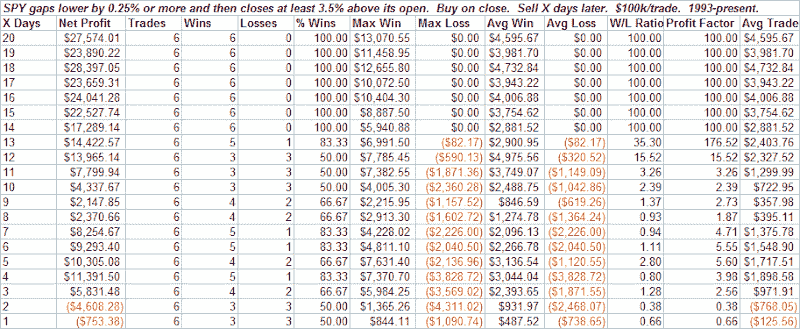 SPY gaps lower by 0.25% or more and then closes at least 3.5% above its open. Buy on close. Sell X days later. $100k/trade. 1993-present.
X Days Net Profit Trades Wins Losses % Wins Max Win Max Loss Avg Win Avg Loss W/L Ratio Profit Factor Avg Trade
20 $27,574.01 6 6 0 100.00 $13,070.55 $0.00 $4,595.67 $0.00 100.00 100.00 $4,595.67
19 $23,890.22 6 6 0 100.00 $11,458.95 $0.00 $3,981.70 $0.00 100.00 100.00 $3,981.70
18 $28,397.05 6 6 0 100.00 $12,655.80 $0.00 $4,732.84 $0.00 100.00 100.00 $4,732.84
17 $23,659.31 6 6 0 100.00 $10,072.50 $0.00 $3,943.22 $0.00 100.00 100.00 $3,943.22
16 $24,041.28 6 6 0 100.00 $10,404.30 $0.00 $4,006.88 $0.00 100.00 100.00 $4,006.88
15 $22,527.74 6 6 0 100.00 $8,887.50 $0.00 $3,754.62 $0.00 100.00 100.00 $3,754.62
14 $17,289.14 6 6 0 100.00 $5,940.88 $0.00 $2,881.52 $0.00 100.00 100.00 $2,881.52
13 $14,422.57 6 5 1 83.33 $6,991.50 ($82.17) $2,900.95 ($82.17) 35.30 176.52 $2,403.76
12 $13,965.14 6 3 3 50.00 $7,785.45 ($590.13) $4,975.56 ($320.52) 15.52 15.52 $2,327.52
11 $7,799.94 6 3 3 50.00 $7,382.55 ($1,871.36) $3,749.07 ($1,149.09) 3.26 3.26 $1,299.99
10 $4,337.67 6 3 3 50.00 $4,005.30 ($2,360.28) $2,488.75 ($1,042.86) 2.39 2.39 $722.95
9 $2,147.85 6 4 2 66.67 $2,215.95 ($1,157.52) $846.59 ($619.26) 1.37 2.73 $357.98
8 $2,370.66 6 4 2 66.67 $2,913.30 ($1,602.72) $1,274.78 ($1,364.24) 0.93 1.87 $395.11
7 $8,254.67 6 5 1 83.33 $4,228.02 ($2,226.00) $2,096.13 ($2,226.00) 0.94 4.71 $1,375.78
6 $9,293.40 6 5 1 83.33 $4,811.10 ($2,040.50) $2,266.78 ($2,040.50) 1.11 5.55 $1,548.90
5 $10,305.08 6 4 2 66.67 $7,631.40 ($2,136.96) $3,136.54 ($1,120.55) 2.80 5.60 $1,717.51
4 $11,391.50 6 5 1 83.33 $7,370.70 ($3,828.72) $3,044.04 ($3,828.72) 0.80 3.98 $1,898.58
3 $5,831.48 6 4 2 66.67 $5,984.25 ($3,569.02) $2,393.65 ($1,871.55) 1.28 2.56 $971.91
2 ($4,608.28) 6 3 3 50.00 $1,365.26 ($4,311.02) $931.97 ($2,468.07) 0.38 0.38 ($768.05)
1 ($753.38) 6 3 3 50.00 $844.11 ($1,090.74) $487.52 ($738.65) 0.66 0.66 ($125.56)